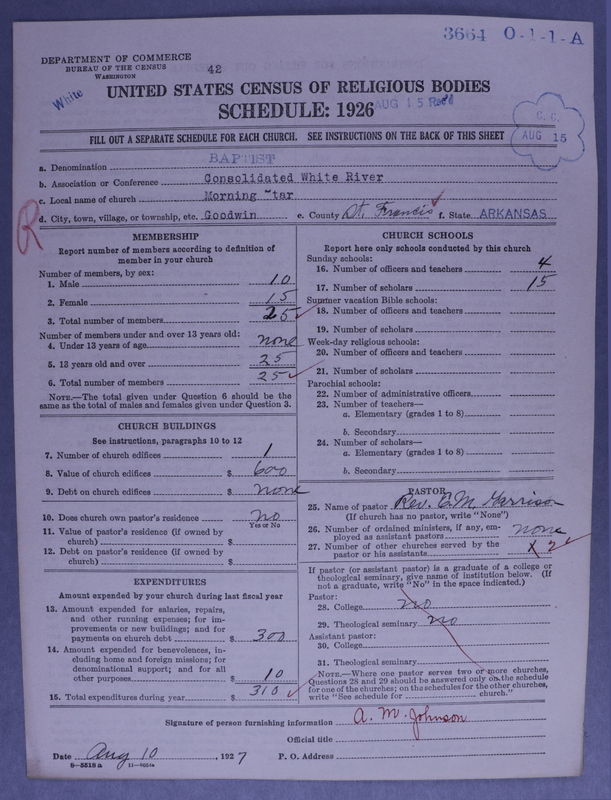 3664 O-1-1-A
DEPARTMENT OF COMMERCE
BUREAU OF THE CENSUS
WASHINGTON
42
White
UNITED STATES CENSUS OF RELIGIOUS BODIES
SCHEDULE: 1926
AUG 15 Rec'd
G. C.
AUG 15
FILL OUT A SEPARATE SCHEDULE FOR EACH CHURCH. SEE INSTRUCTIONS ON THE BACK OF THIS SHEET
a. Denomination BAPTIST
b. Association or Conference Consolidated White River
c. Local name of church Morning Star
d. City, town, village, or township, etc. Goodwin e. County St. Francis f. State ARKANSAS
R
MEMBERSHIP
Report number of members according to definition of
member in your church
Number of members, by sex:
1. Male 10
2. Female 15
3. Total number of members 25
Number of members under and over 13 years old:
4. Under 13 years of age none
5. 13 years old and over 25
6. Total number of members 25
NOTE.—The total given under Question 6 should be the
same as the total of males and females given under Question 3.
CHURCH BUILDINGS
See instructions, paragraphs 10 to 12
7. Number of church edifices 1
8. Value of church edifices $ 600
9. Debt on church edifices $ none
10. Does church own pastor's residence no
Yes or No
11. Value of pastor's residence (if owned by
church) $
12. Debt on pastor's residence (if owned by
church) $
EXPENDITURES
Amount expended by your church during last fiscal year
13. Amount expended for salaries, repairs,
and other running expenses; for im-
provements or new buildings; and for
payments on church debt $ 300
14. Amount expended for benevolences, in-
cluding home and foreign missions; for
denominational support; and for all
other purposes $ 10
15. Total expenditures during year $ 310
CHURCH SCHOOLS
Report here only schools conducted by this church
Sunday schools:
16. Number of officers and teachers 4
17. Number of scholars 15
Summer vacation Bible schools:
18. Number of officers and teachers
19. Number of scholars
Week-day religious schools:
20. Number of officers and teachers
21. Number of scholars
Parochial schools:
22. Number of administrative officers
23. Number of teachers—
a. Elementary (grades 1 to 8)
b. Secondary
24. Number of scholars—
a. Elementary (grades 1 to 8)
b. Secondary
PASTOR
25. Name of pastor Rev. E. M. Garrison
(If church has no pastor, write "None")
26. Number of ordained ministers, if any, em-
ployed as assistant pastors none
27. Number of other churches served by the
pastor or his assistants X 2
If pastor (or assistant pastor) is a graduate of a college or
theological seminary, give name of institution below. (If
not a graduate, write "No" in the space indicated.)
Pastor:
28. College no
29. Theological seminary no
Assistant pastor:
30. College
31. Theological seminary
NOTE.—Where one pastor serves two or more churches,
Questions 28 and 29 should be answered only on the schedule
for one of the churches; on the schedules for the other churches,
write "See schedule for church."
Signature of person furnishing information A. M. Johnson
Official title
Date Aug 10, 1927 P. O. Address
8—5518a 11—8664a